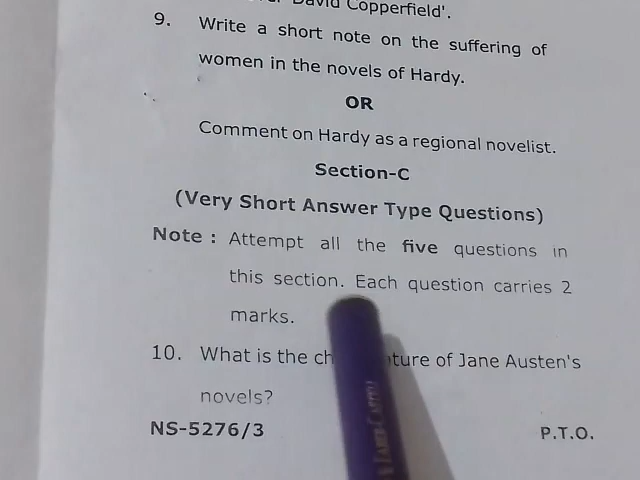 David Copperfield'.
9. Write a short note on the suffering of
women in the novels of Hardy.
OR
Comment on Hardy as a regional novelist.
Section-C
(Very Short Answer Type Questions)
Note : Attempt all the five questions in
this section. Each question carries 2
marks.
10. What is the of Jane Austen's
novels?
NS-5276/3
P.T.O.